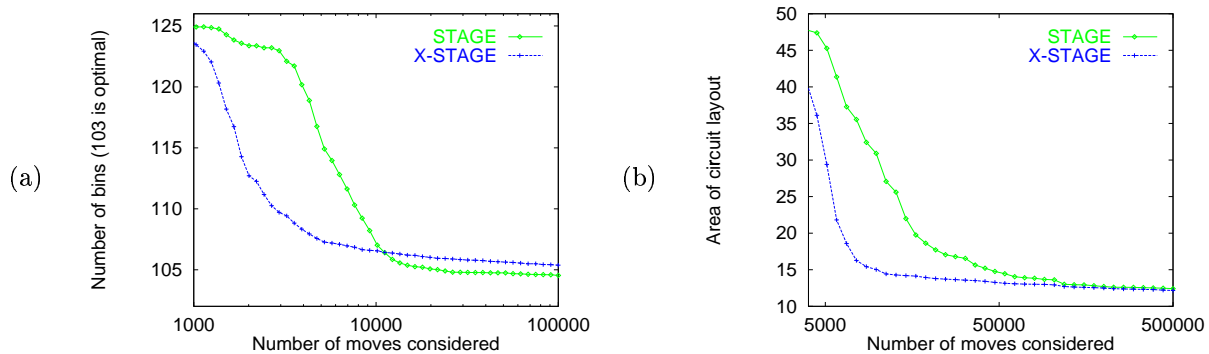 (a)
Number of bins (103 is optimal)
125
120
115
110
105
1000
10000
100000
Number of moves considered
STAGE
X-STAGE
(b)
Area of circuit layout
50
45
40
35
30
25
20
15
10
5000
50000
500000
Number of moves considered
STAGE
X-STAGE